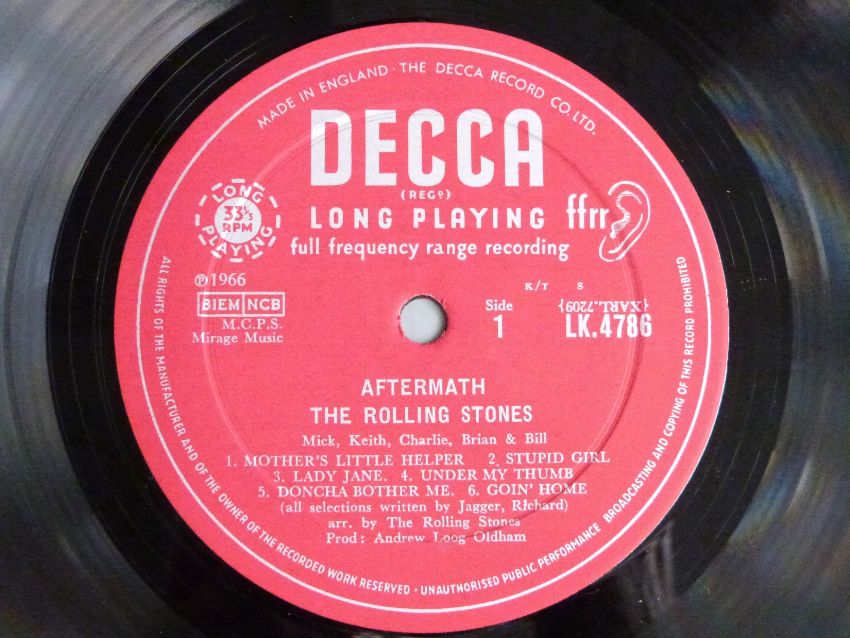 MADE IN ENGLAND · THE DECCA RECORD CO. LTD.
DECCA
(REGᴰ)
LONG PLAYING
33⅓ RPM
LONG PLAYING
ffrr
full frequency range recording
℗1966
BIEM NCB
M.C.P.S.
Mirage Music
K/T S
Side
1
{XARL.7209}
LK.4786
AFTERMATH
THE ROLLING STONES
Mick, Keith, Charlie, Brian & Bill
1. MOTHER'S LITTLE HELPER 2. STUPID GIRL
3. LADY JANE. 4. UNDER MY THUMB
5. DONCHA BOTHER ME. 6. GOIN' HOME
(all selections written by Jagger, Richard)
arr. by The Rolling Stones
Prod: Andrew Loog Oldham
ALL RIGHTS OF THE MANUFACTURER AND OF THE OWNER OF THE RECORDED WORK RESERVED · UNAUTHORISED PUBLIC PERFORMANCE BROADCASTING AND COPYING OF THIS RECORD PROHIBITED